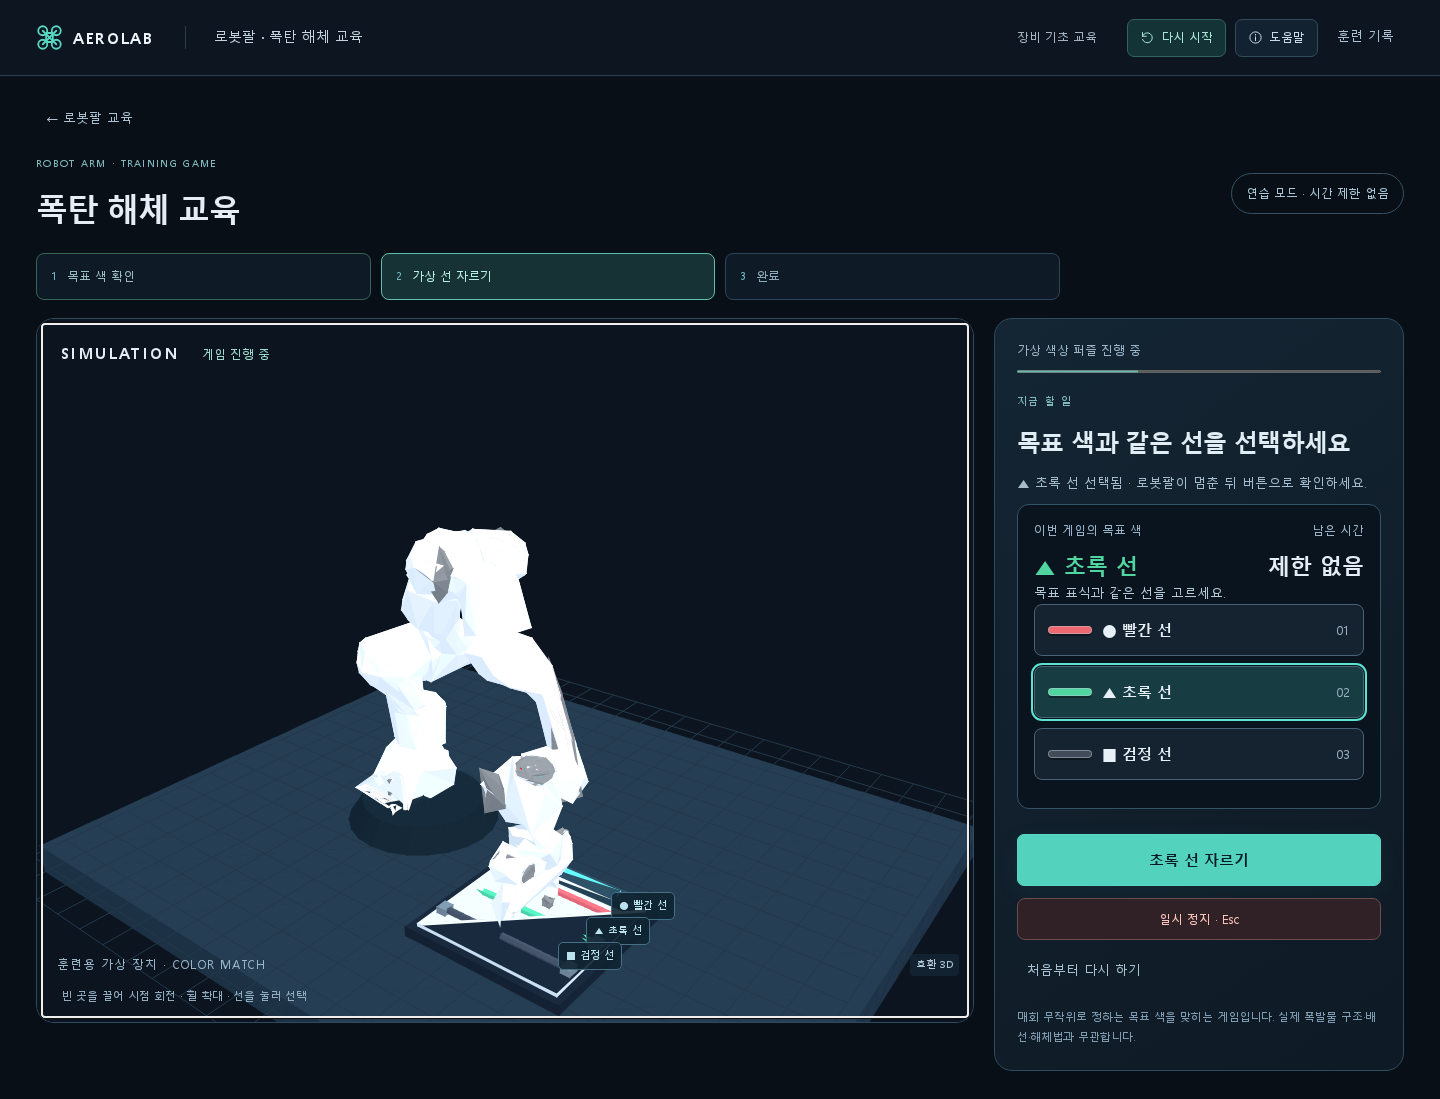 AEROLAB
로봇팔 · 폭탄 해체 교육
장비 기초 교육
다시 시작
도움말
훈련 기록
← 로봇팔 교육
ROBOT ARM · TRAINING GAME
폭탄 해체 교육
연습 모드 · 시간 제한 없음
1 목표 색 확인
2 가상 선 자르기
3 완료
SIMULATION 게임 진행 중
빨간 선
초록 선
검정 선
훈련용 가상 장치 · COLOR MATCH
호환 3D
빈 곳을 끌어 시점 회전 · 휠 확대 · 선을 눌러 선택
가상 색상 퍼즐 진행 중
지금 할 일
목표 색과 같은 선을 선택하세요
▲ 초록 선 선택됨 · 로봇팔이 멈춘 뒤 버튼으로 확인하세요.
이번 게임의 목표 색 남은 시간
▲ 초록 선 제한 없음
목표 표식과 같은 선을 고르세요.
● 빨간 선 01
▲ 초록 선 02
■ 검정 선 03
초록 선 자르기
일시 정지 · Esc
처음부터 다시 하기
매회 무작위로 정하는 목표 색을 맞히는 게임입니다. 실제 폭발물 구조·배
선·해체법과 무관합니다.